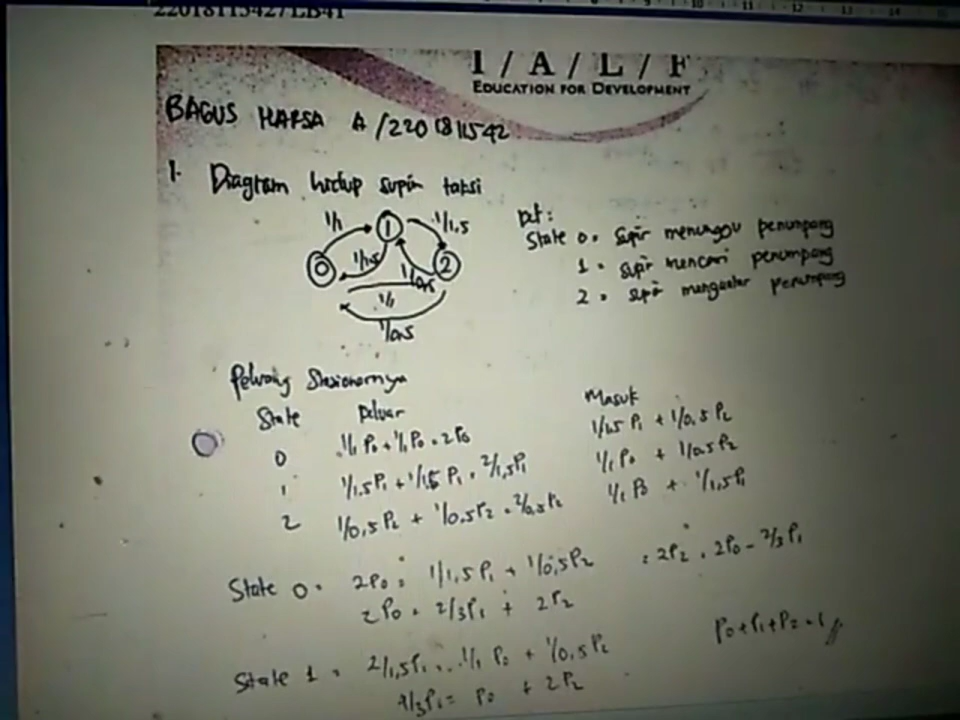 2201811542/LB41
I / A / L / F
EDUCATION FOR DEVELOPMENT
BAGUS HARSA A /2201811542
1. Diagram hidup supir taksi
1/1 1 1/1,5
0 1/1,5 1/0,5 2
1/1
1/0,5
ket:
State 0 = supir menunggu penumpang
1 = supir mencari penumpang
2 = supir mengantar penumpang
Peluang Stasionernya
State keluar Masuk
0 1/1 P0 + 1/1 P0 = 2P0 1/1,5 P1 + 1/0,5 P2
1 1/1,5 P1 + 1/1,5 P1 = 2/1,5 P1 1/1 P0 + 1/0,5 P2
2 1/0,5 P2 + 1/0,5 P2 = 2/0,5 P2 1/1 P0 + 1/1,5 P1
State 0 = 2P0 = 1/1,5 P1 + 1/0,5 P2 = 2P2 = 2P0 - 2/3 P1
2P0 = 2/3 P1 + 2P2
State 1 = 2/1,5 P1 = 1/1 P0 + 1/0,5 P2 P0+P1+P2=1//
4/3 P1 = P0 + 2P2